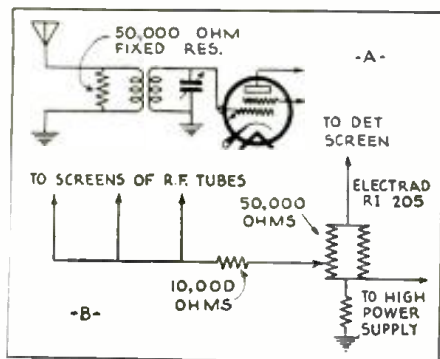 50,000 OHM
FIXED RES.
-A-
TO DET
SCREEN
TO SCREENS OF R.F. TUBES
ELECTRAD
RI 205
50,000
OHMS
10,000
OHMS
TO HIGH
POWER
SUPPLY
-B-